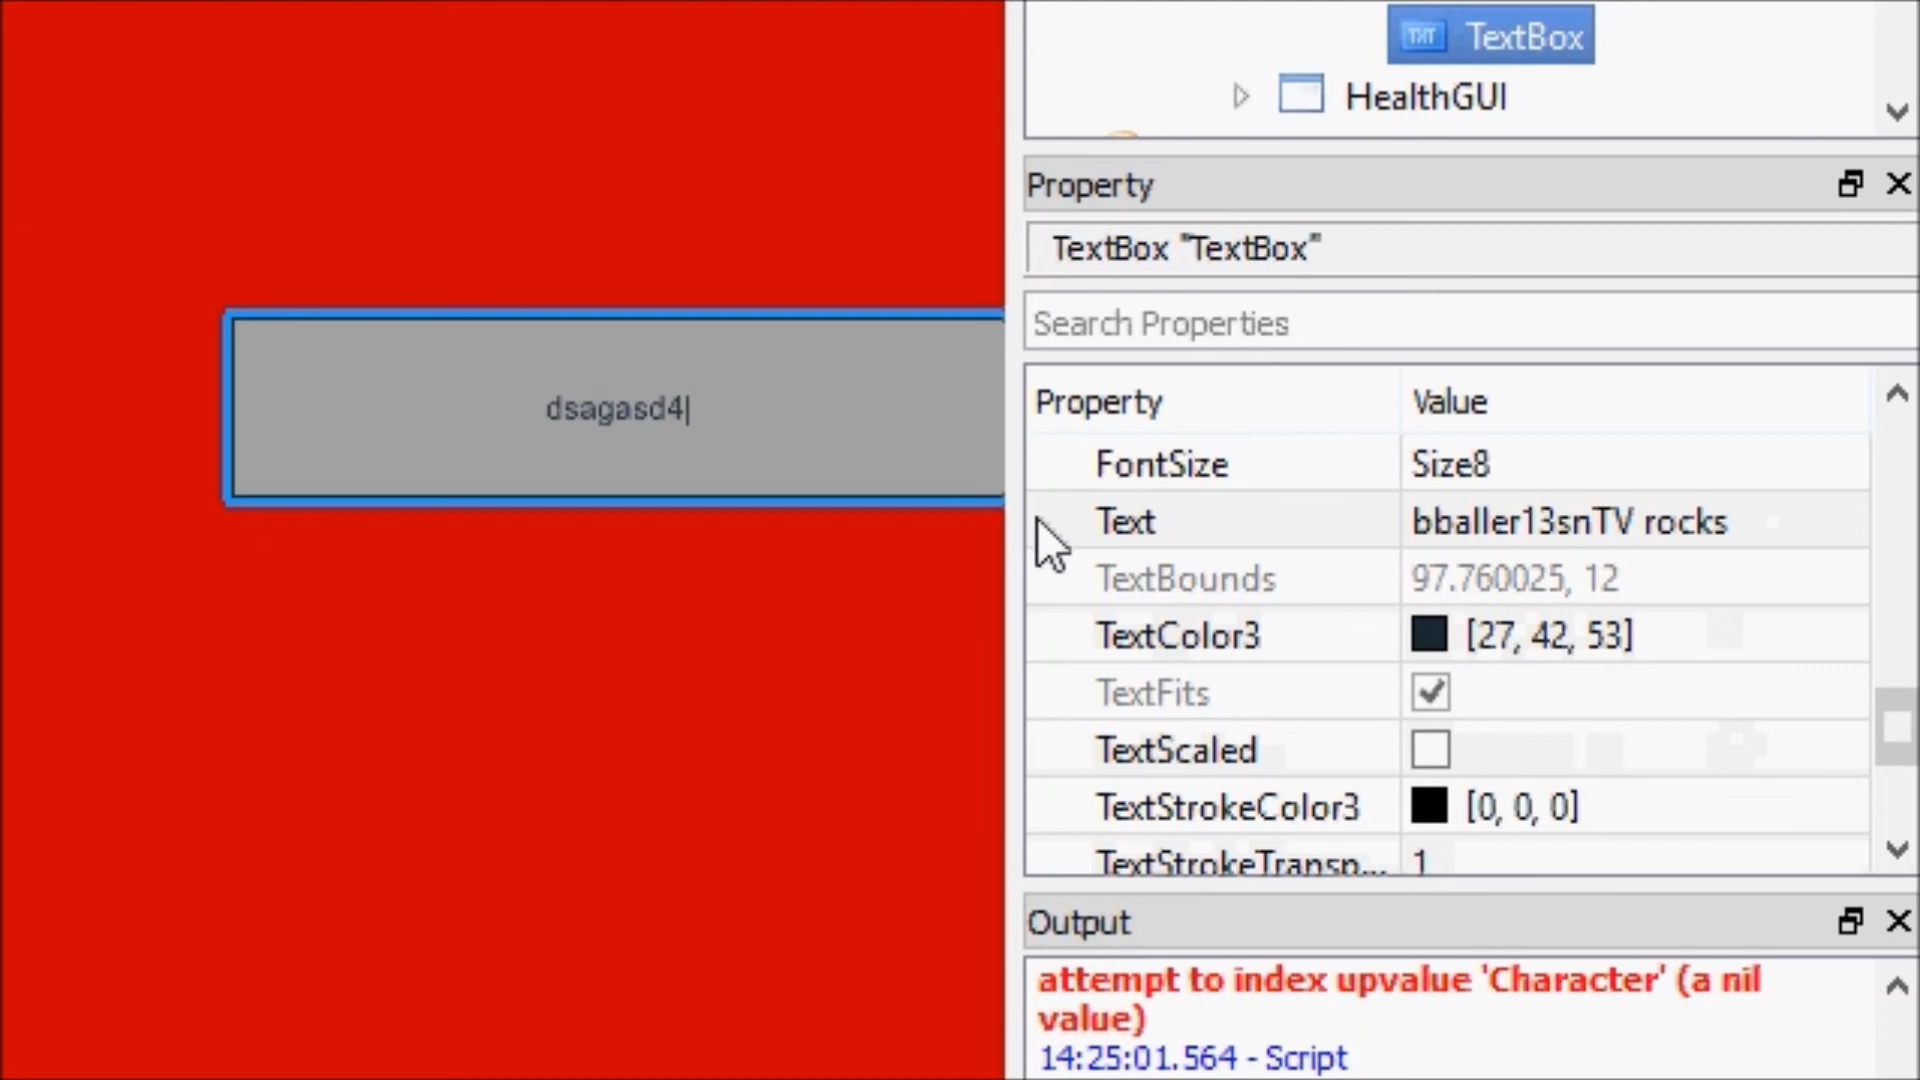 TXT TextBox
HealthGUI
Property
TextBox "TextBox"
Search Properties
Property Value
FontSize Size8
Text bballer13snTV rocks
TextBounds 97.760025, 12
TextColor3 [27, 42, 53]
TextFits
TextScaled
TextStrokeColor3 [0, 0, 0]
TextStrokeTransp... 1
Output
attempt to index upvalue 'Character' (a nil
value)
14:25:01.564 - Script
dsagasd4